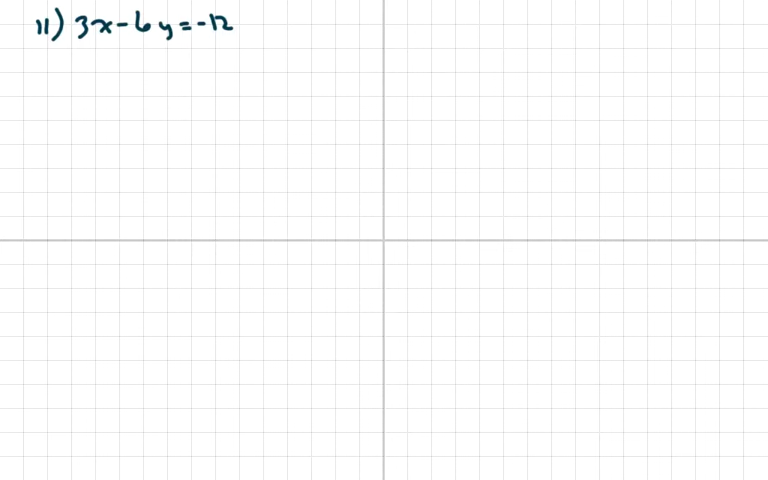 11) 3x - 6y = -12